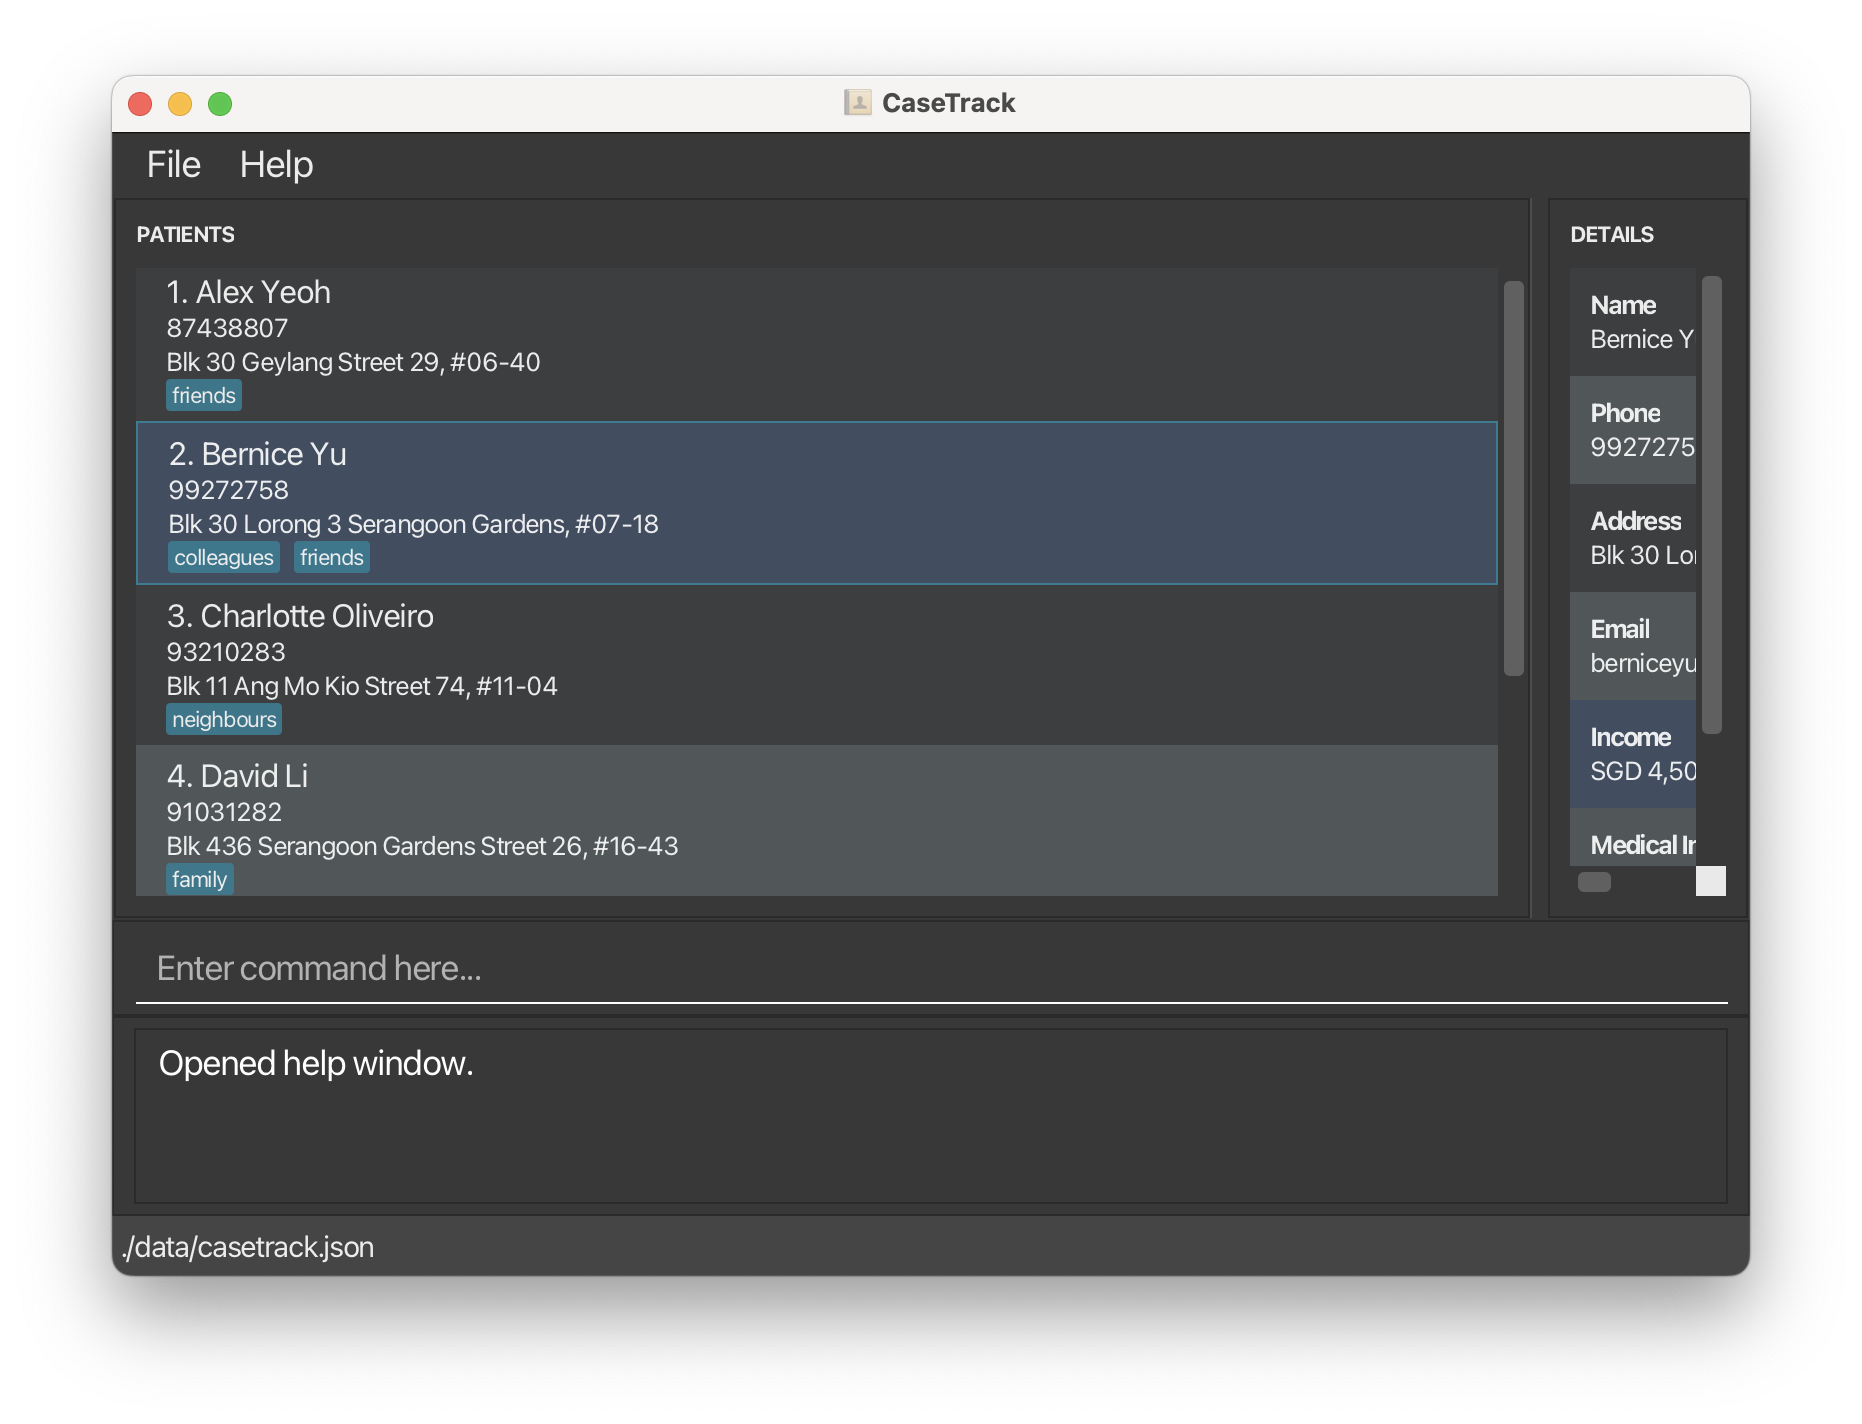 CaseTrack
File Help
PATIENTS
1. Alex Yeoh
87438807
Blk 30 Geylang Street 29, #06-40
friends
2. Bernice Yu
99272758
Blk 30 Lorong 3 Serangoon Gardens, #07-18
colleagues friends
3. Charlotte Oliveiro
93210283
Blk 11 Ang Mo Kio Street 74, #11-04
neighbours
4. David Li
91031282
Blk 436 Serangoon Gardens Street 26, #16-43
family
DETAILS
Name
Bernice Y
Phone
9927275
Address
Blk 30 Lor
Email
berniceyu
Income
SGD 4,50
Medical In
Enter command here...
Opened help window.
./data/casetrack.json